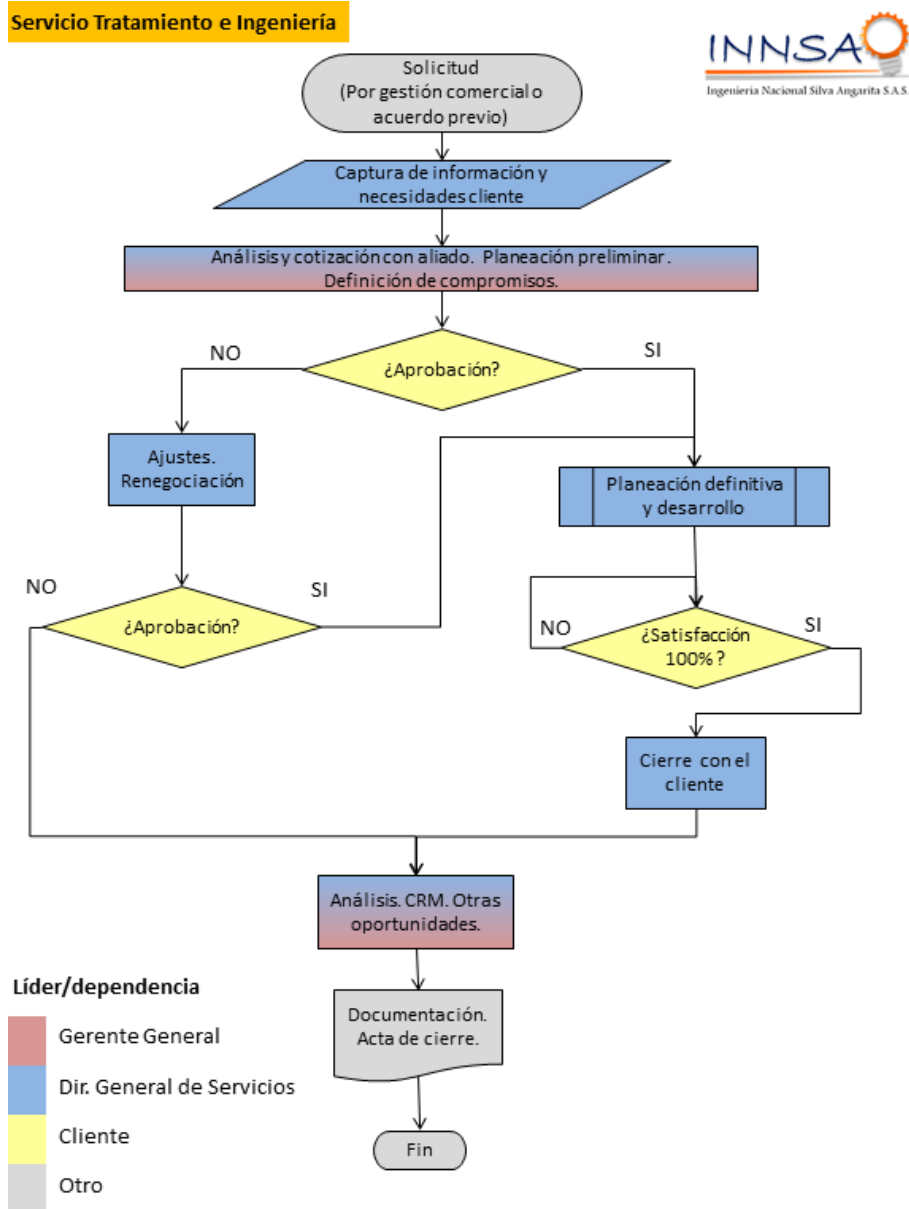 Servicio Tratamiento e Ingeniería
INNSA
Ingenieria Nacional Silva Angarita S.A.S.
Solicitud
(Por gestión comercial o
acuerdo previo)
Captura de información y
necesidades cliente
Análisis y cotización con aliado. Planeación preliminar.
Definición de compromisos.
¿Aprobación?
NO
SI
Ajustes.
Renegociación
Planeación definitiva
y desarrollo
¿Aprobación?
NO
SI
¿Satisfacción
100%?
NO
SI
Cierre con el
cliente
Análisis. CRM. Otras
oportunidades.
Documentación.
Acta de cierre.
Fin
Líder/dependencia
Gerente General
Dir. General de Servicios
Cliente
Otro